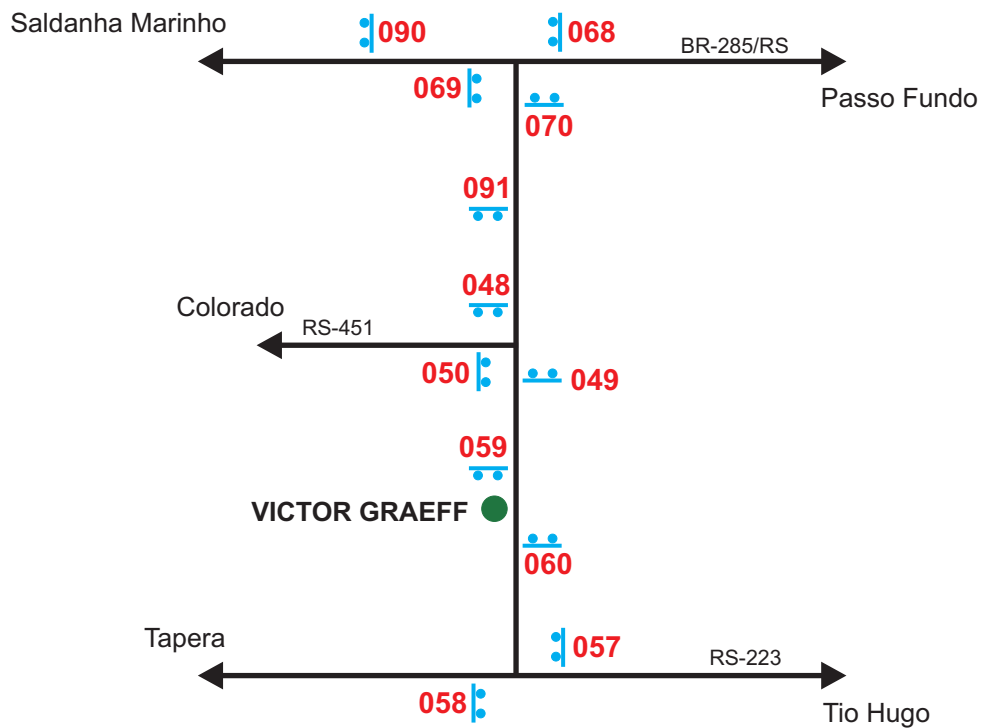 Saldanha Marinho
090
068
BR-285/RS
069
Passo Fundo
070
091
048
Colorado
RS-451
050
049
059
VICTOR GRAEFF
060
Tapera
057
RS-223
058
Tio Hugo